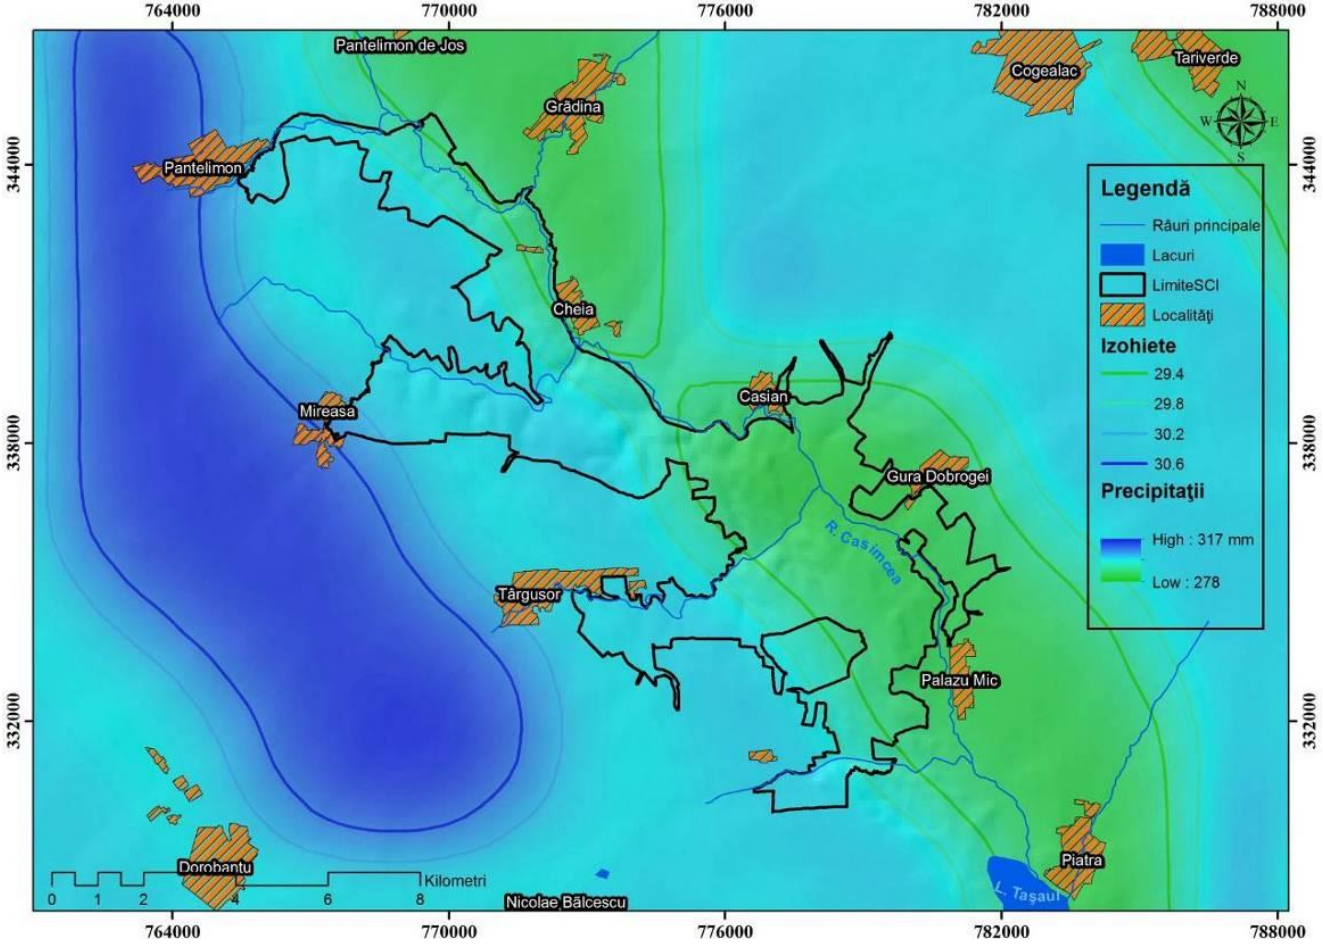 764000
770000
776000
782000
788000
Pantelimon de Jos
Cogealac
Tariverde
Grădina
N
W
E
S
344000
344000
Pantelimon
Legendă
Râuri principale
Lacuri
LimiteSCI
Localităţi
Izohiete
29.4
29.8
30.2
30.6
Precipitaţii
High : 317 mm
Low : 278
Cheia
Casian
Mireasa
338000
338000
Gura Dobrogei
R. Casimcea
Târgusor
Palazu Mic
332000
332000
Dorobantu
Piatra
L. Taşaul
Kilometri
0
1
2
4
6
8
Nicolae Bălcescu
764000
770000
776000
782000
788000